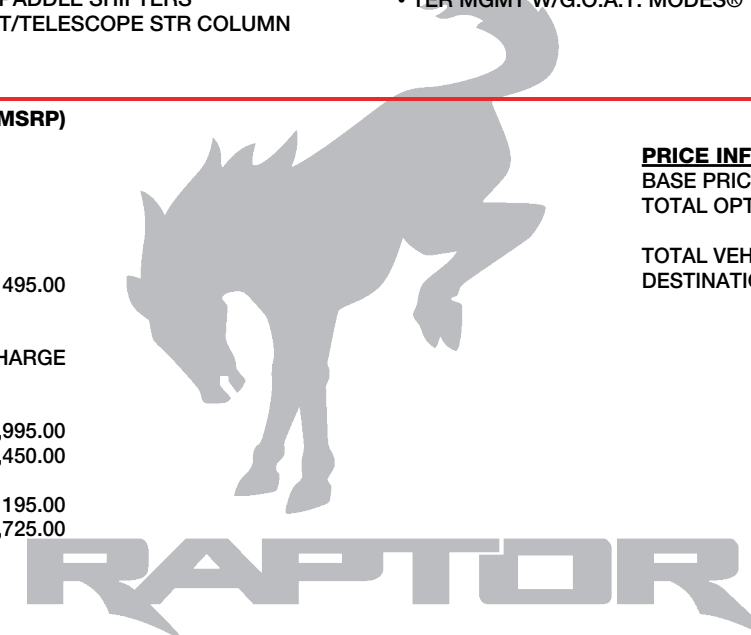 PADDLE SHIFTERS
T/TELESCOPE STR COLUMN
• TER MGMT W/G.O.A.T. MODES®
MSRP)
495.00
HARGE
,995.00
,450.00
195.00
,725.00
PRICE INF
BASE PRIC
TOTAL OPT
TOTAL VEH
DESTINATIO
RAPTOR